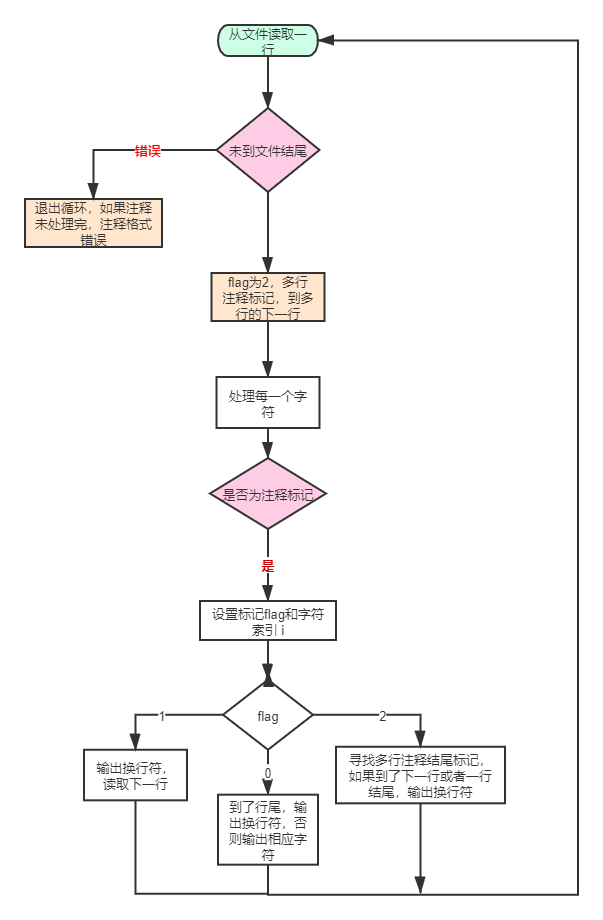 从文件读取一
行
未到文件结尾
错误
退出循环，如果注释
未处理完，注释格式
错误
flag为2，多行
注释标记，到多
行的下一行
处理每一个字
符
是否为注释标记
是
设置标记flag和字符
索引 i
flag
1
2
0
输出换行符，
读取下一行
寻找多行注释结尾标记，
如果到了下一行或者一行
结尾，输出换行符
到了行尾，输
出换行符，否
则输出相应字
符